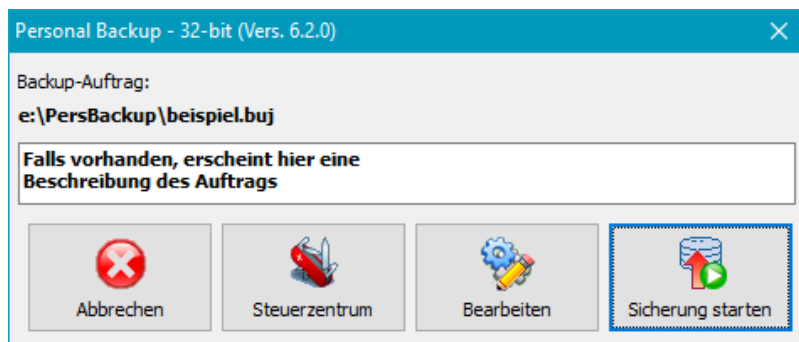 Personal Backup - 32-bit (Vers. 6.2.0)
Backup-Auftrag:
e:\PersBackup\beispiel.buj
Falls vorhanden, erscheint hier eine
Beschreibung des Auftrags
Abbrechen
Steuerzentrum
Bearbeiten
Sicherung starten